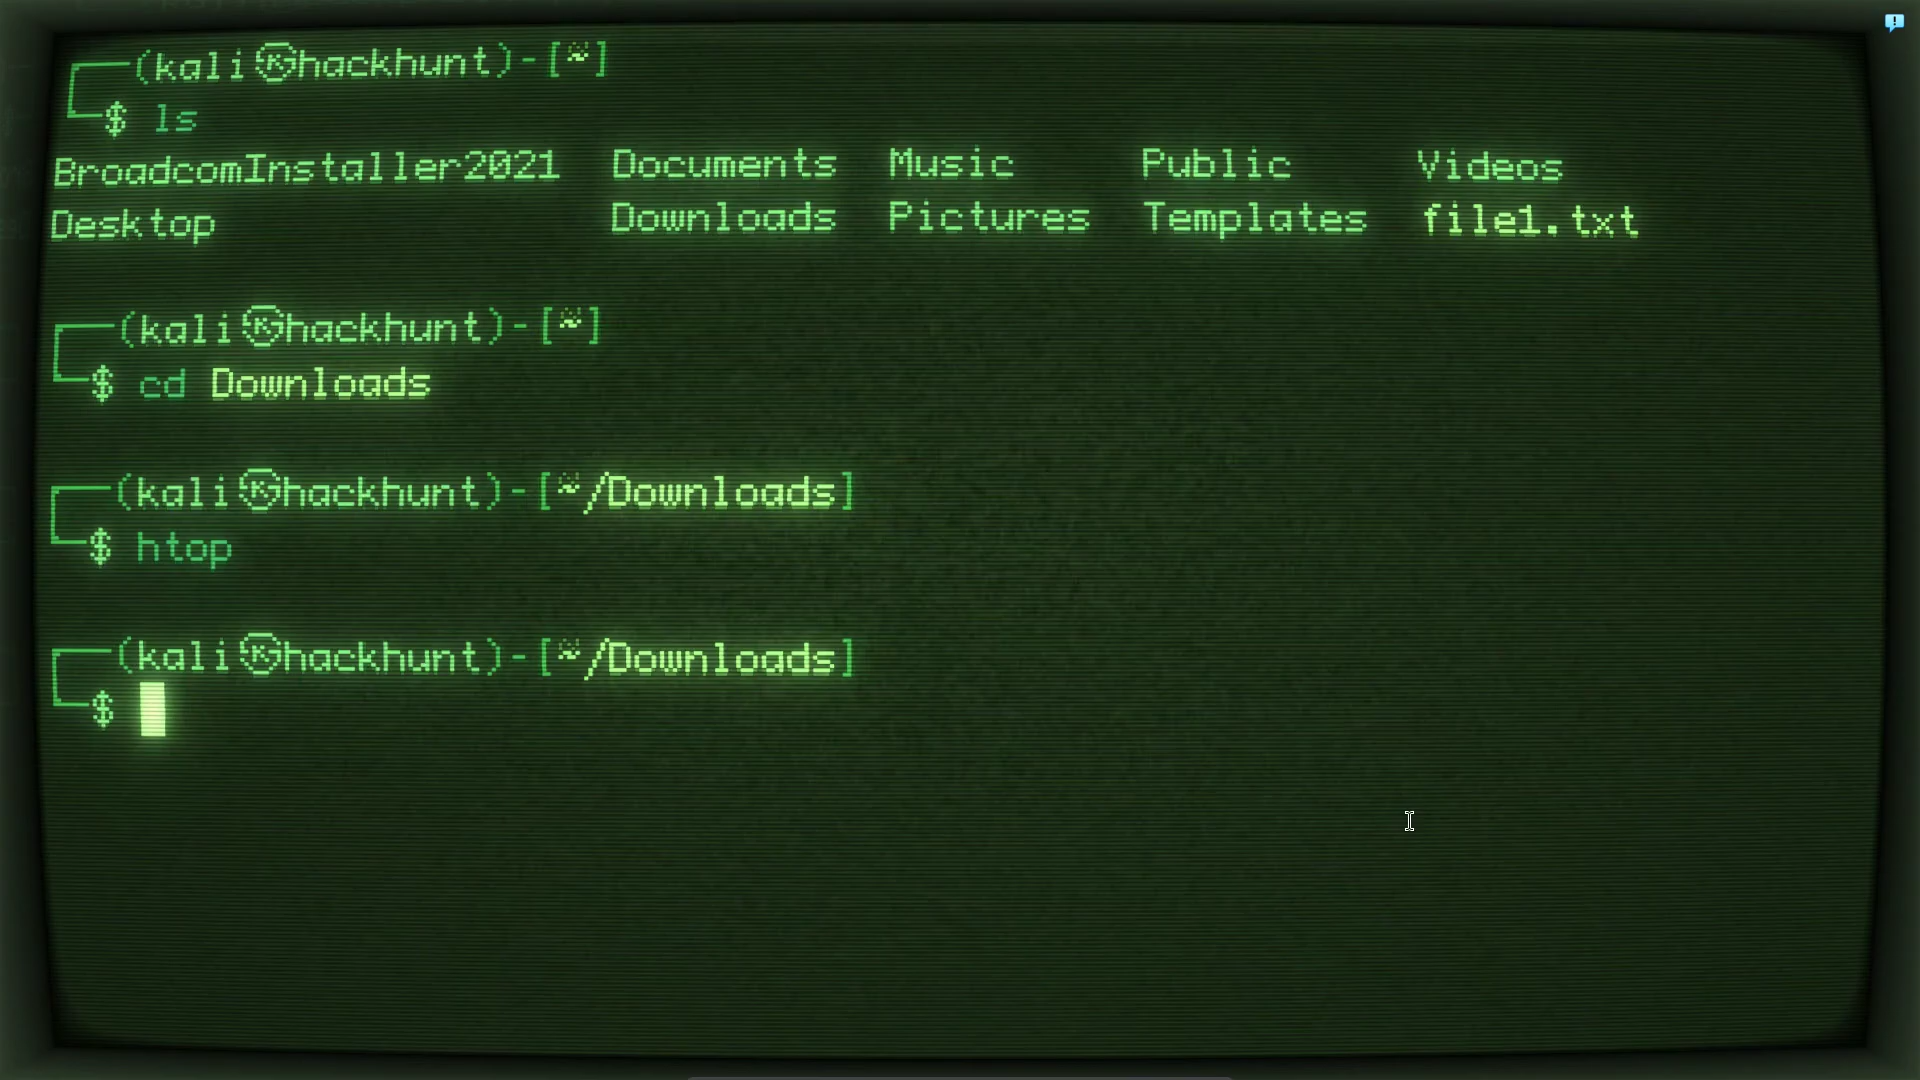 ┌──(kali㉿hackhunt)-[~]
└─$ ls
BroadcomInstaller2021  Documents  Music     Public     Videos
Desktop                Downloads  Pictures  Templates  file1.txt
┌──(kali㉿hackhunt)-[~]
└─$ cd Downloads
┌──(kali㉿hackhunt)-[~/Downloads]
└─$ htop
┌──(kali㉿hackhunt)-[~/Downloads]
└─$